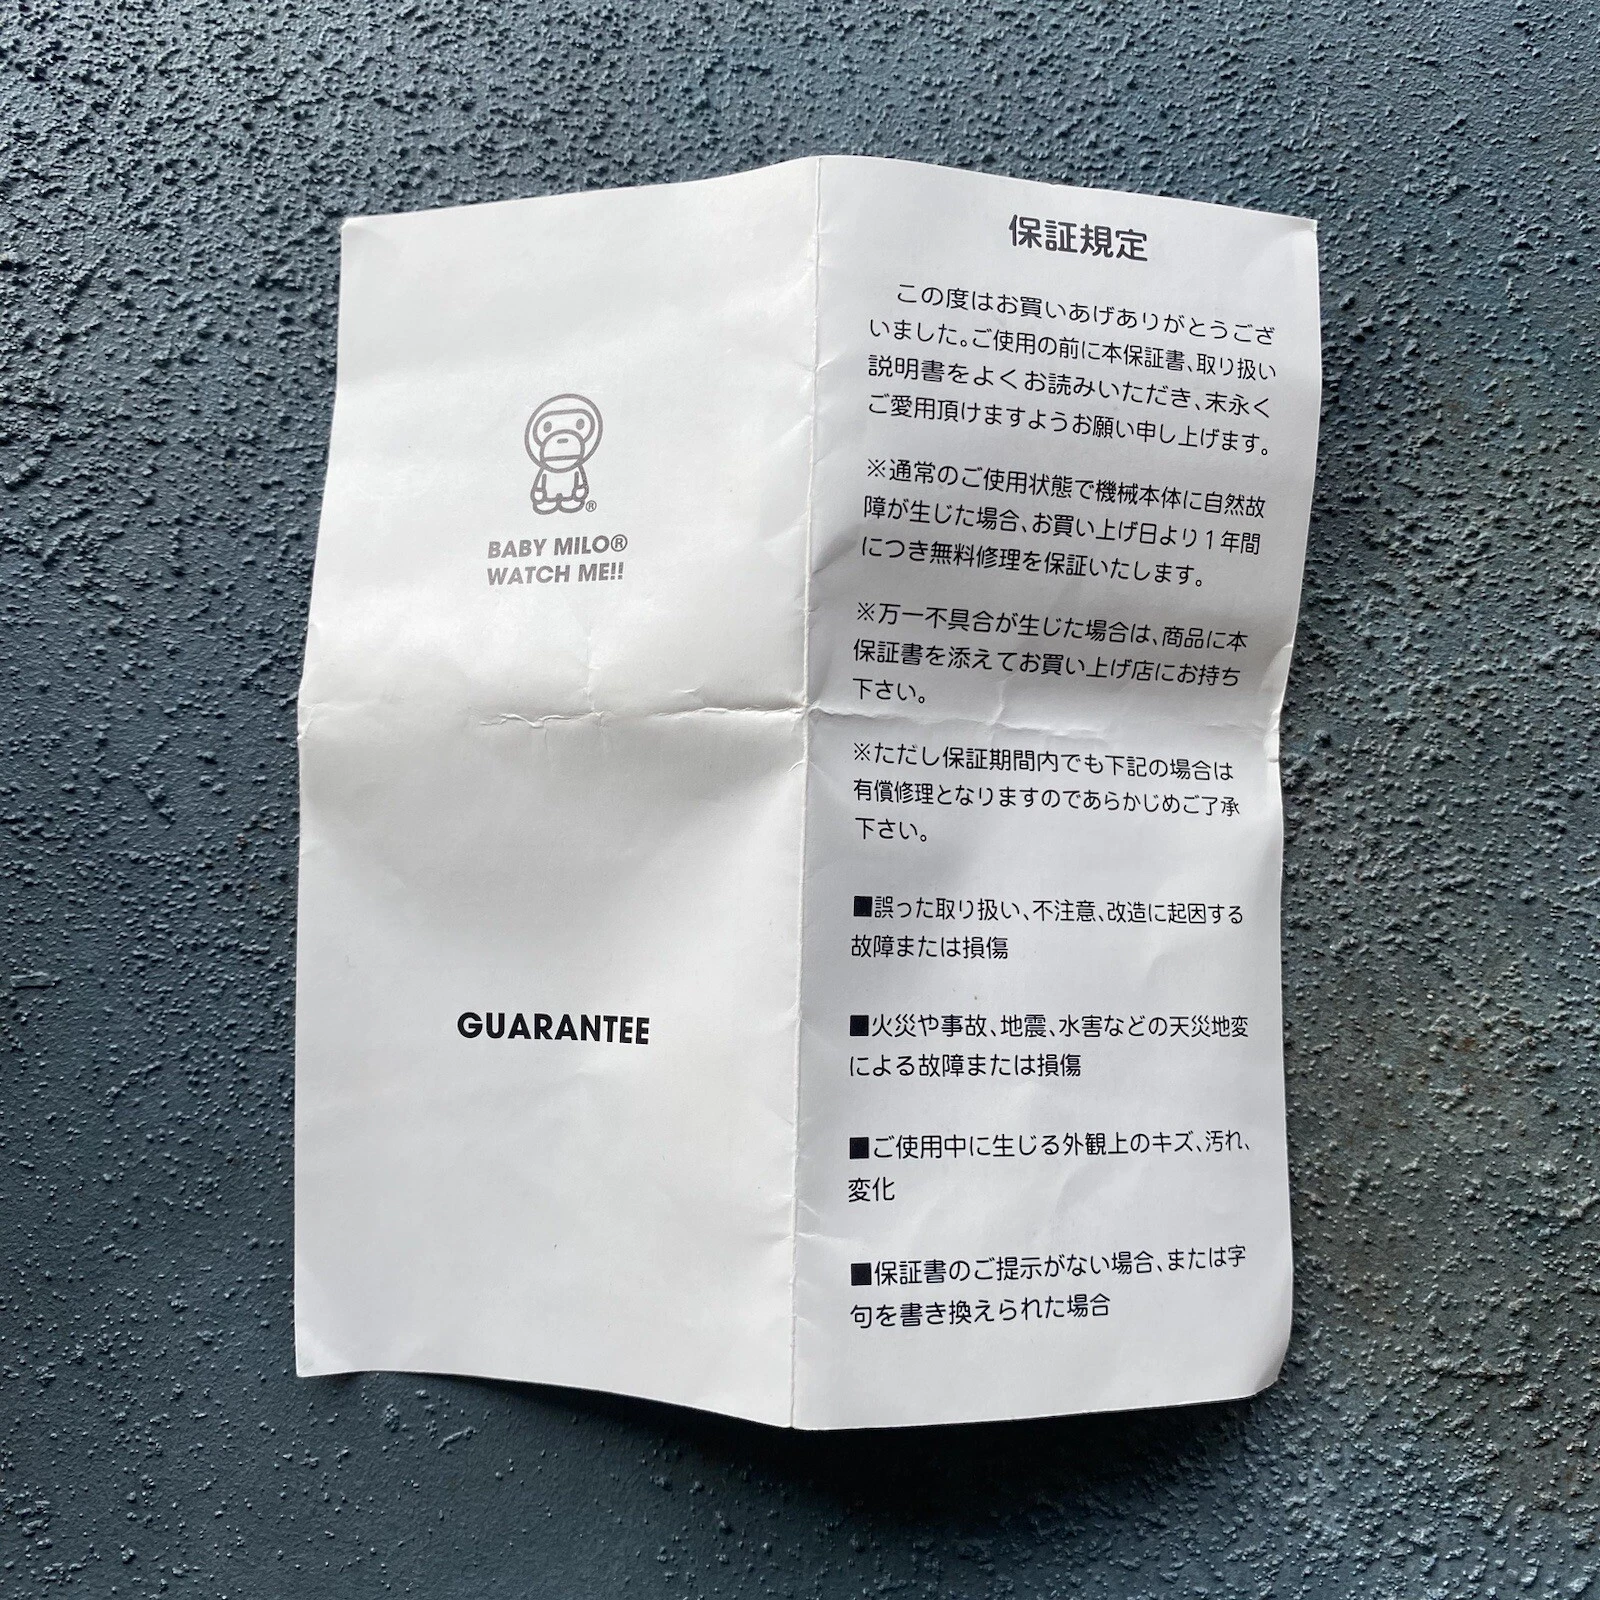 BABY MILO®
WATCH ME!!
GUARANTEE
保証規定
この度はお買いあげありがとうござ
いました。ご使用の前に本保証書、取り扱い
説明書をよくお読みいただき、末永く
ご愛用頂けますようお願い申し上げます。
※通常のご使用状態で機械本体に自然故
障が生じた場合、お買い上げ日より1年間
につき無料修理を保証いたします。
※万一不具合が生じた場合は、商品に本
保証書を添えてお買い上げ店にお持ち
下さい。
※ただし保証期間内でも下記の場合は
有償修理となりますのであらかじめご了承
下さい。
■誤った取り扱い、不注意、改造に起因する
故障または損傷
■火災や事故、地震、水害などの天災地変
による故障または損傷
■ご使用中に生じる外観上のキズ、汚れ、
変化
■保証書のご提示がない場合、または字
句を書き換えられた場合